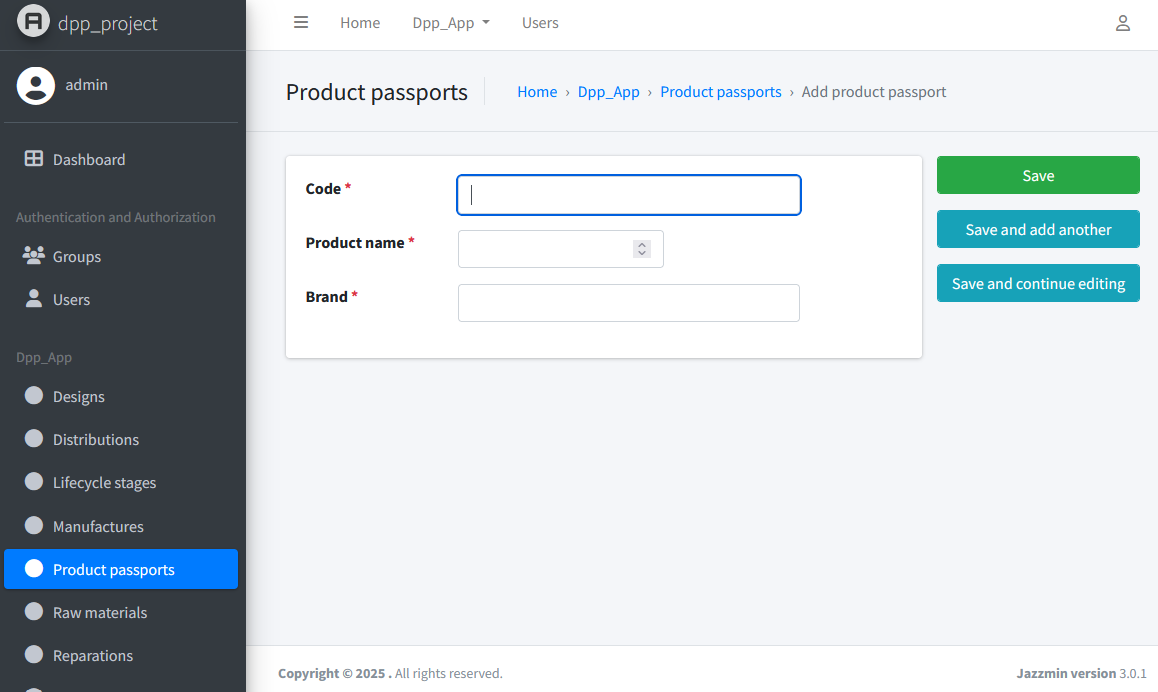 dpp_project
Home
Dpp_App
Users
admin
Product passports
Home › Dpp_App › Product passports › Add product passport
Dashboard
Authentication and Authorization
Groups
Users
Dpp_App
Designs
Distributions
Lifecycle stages
Manufactures
Product passports
Raw materials
Reparations
Code *
Product name *
Brand *
Save
Save and add another
Save and continue editing
Copyright © 2025 . All rights reserved.
Jazzmin version 3.0.1